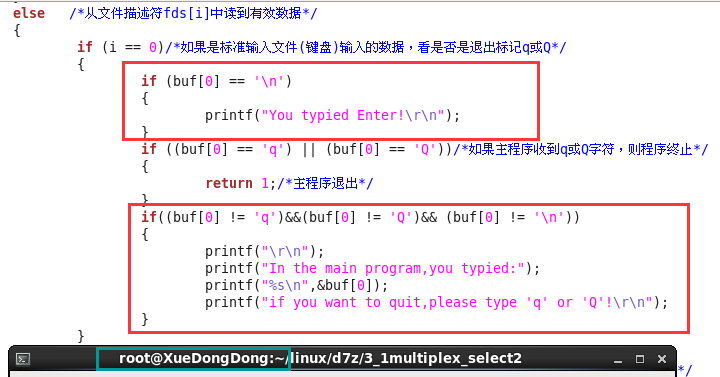 else   /*从文件描述符fds[i]中读到有效数据*/
{
if (i == 0)/*如果是标准输入文件(键盘)输入的数据，看是否是退出标记q或Q*/
{
if (buf[0] == '\n')
{
printf("You typied Enter!\r\n");
}
if ((buf[0] == 'q') || (buf[0] == 'Q'))/*如果主程序收到q或Q字符，则程序终止*/
{
return 1;/*主程序退出*/
}
if((buf[0] != 'q')&&(buf[0] != 'Q')&& (buf[0] != '\n'))
{
printf("\r\n");
printf("In the main program,you typied:");
printf("%s\n",&buf[0]);
printf("if you want to quit,please type 'q' or 'Q'!\r\n");
}
}
root@XueDongDong:~/linux/d7z/3_1multiplex_select2
*/